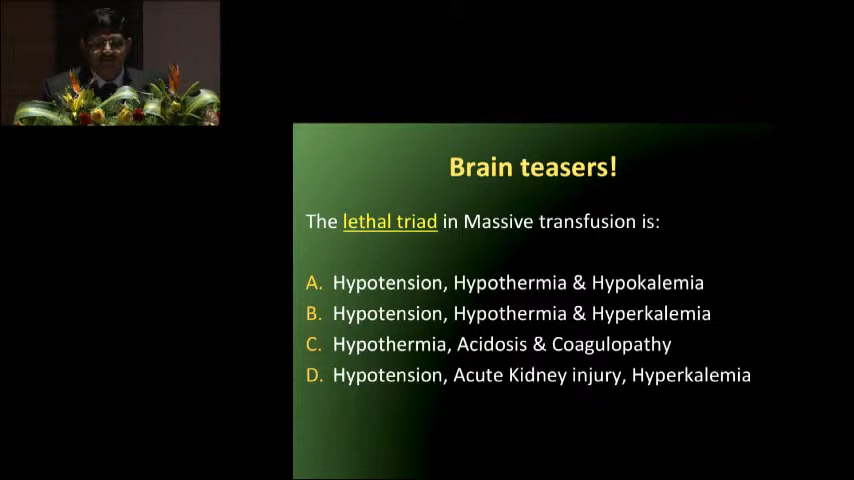 Brain teasers!
The lethal triad in Massive transfusion is:
A. Hypotension, Hypothermia & Hypokalemia
B. Hypotension, Hypothermia & Hyperkalemia
C. Hypothermia, Acidosis & Coagulopathy
D. Hypotension, Acute Kidney injury, Hyperkalemia